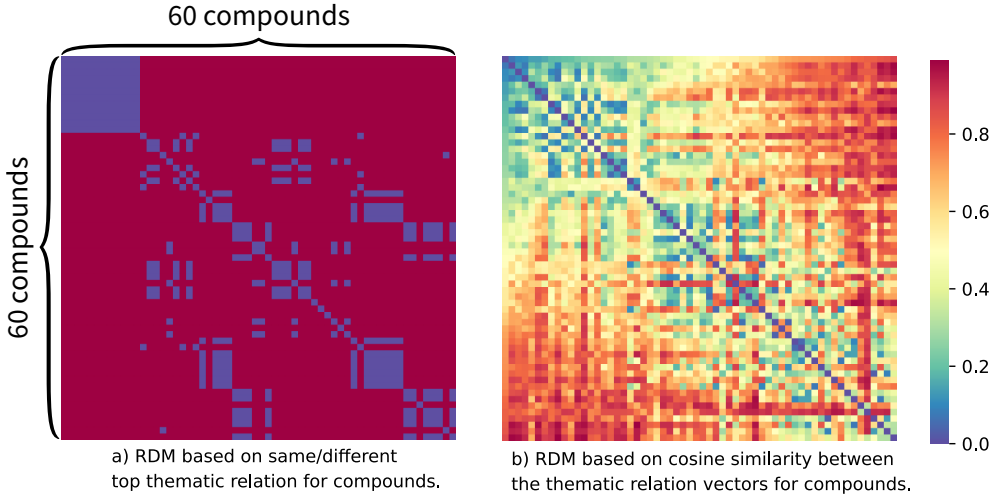 60 compounds
60 compounds
0.8
0.6
0.4
0.2
0.0
a) RDM based on same/different
top thematic relation for compounds.
b) RDM based on cosine similarity between
the thematic relation vectors for compounds.